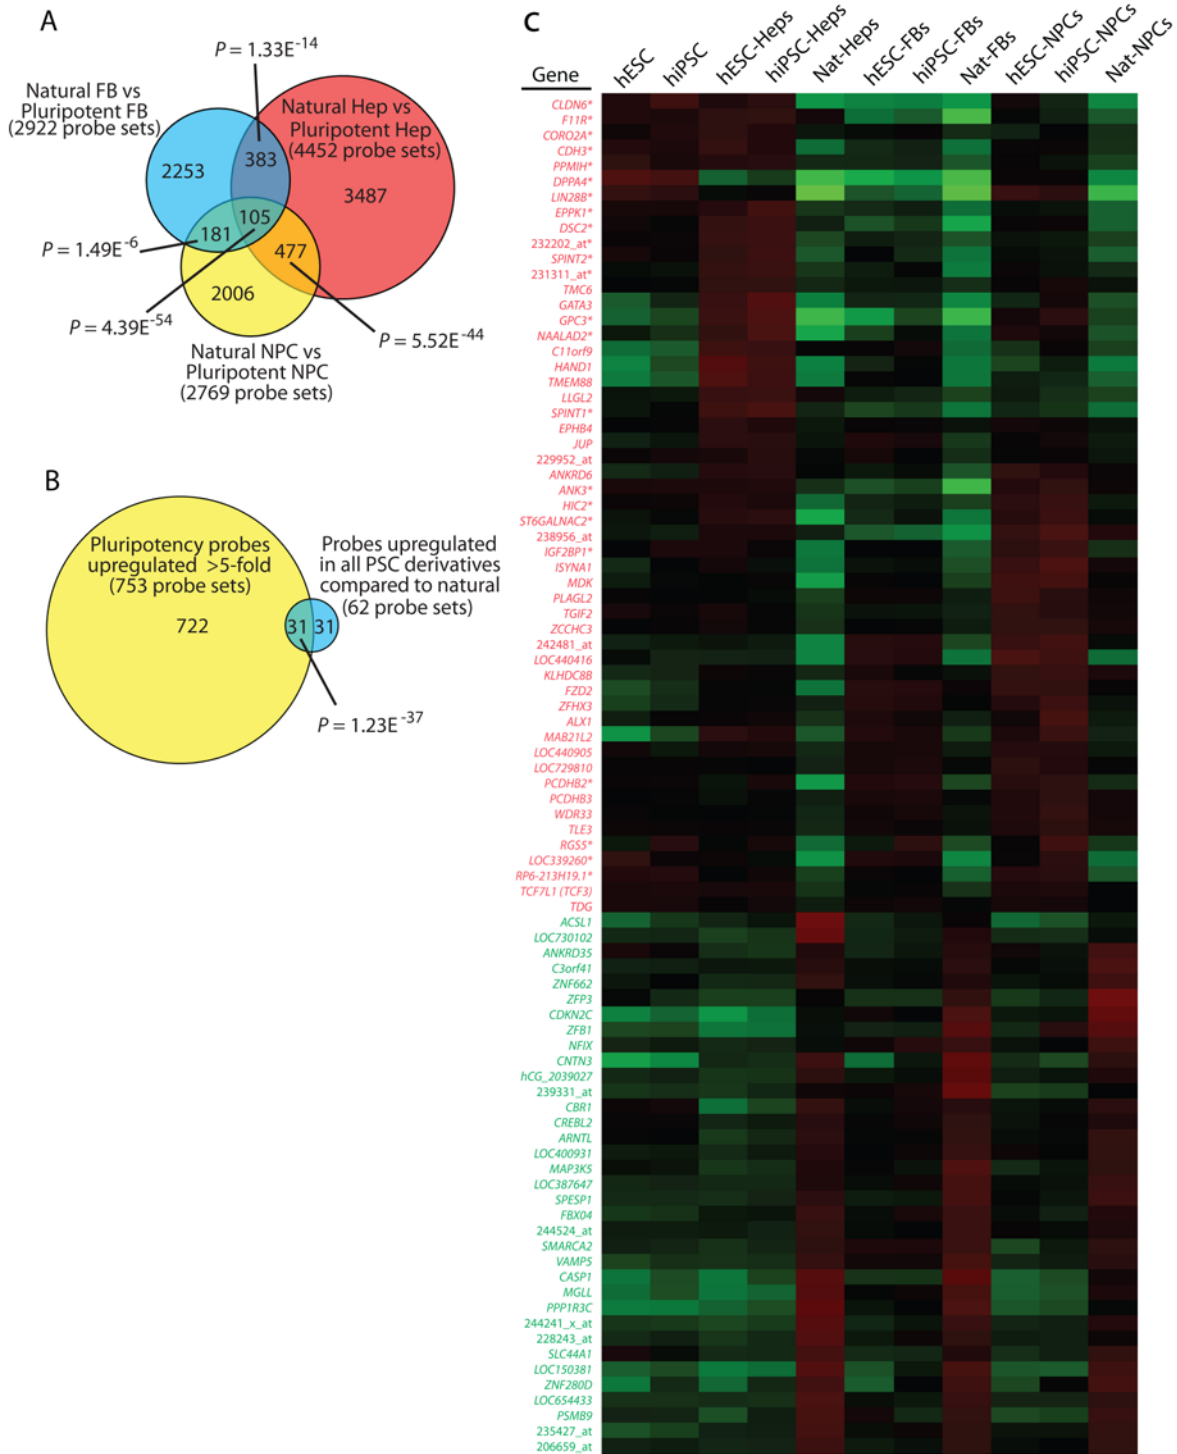 A
P = 1.33E-14
Natural FB vs
Pluripotent FB
(2922 probe sets)
Natural Hep vs
Pluripotent Hep
(4452 probe sets)
2253
383
3487
105
181
477
P = 1.49E-6
2006
P = 4.39E-54
P = 5.52E-44
Natural NPC vs
Pluripotent NPC
(2769 probe sets)
B
Pluripotency probes
upregulated >5-fold
(753 probe sets)
722
Probes upregulated
in all PSC derivatives
compared to natural
(62 probe sets)
31
31
P = 1.23E-37
C
Gene
hESC
hiPSC
hESC-Heps
hiPSC-Heps
Nat-Heps
hESC-FBs
hiPSC-FBs
Nat-FBs
hESC-NPCs
hiPSC-NPCs
Nat-NPCs
CLDN6*
F11R*
CORO2A*
CDH3*
PPMIH*
DPPA4*
LIN28B*
EPPK1*
DSC2*
232202_at*
SPINT2*
231311_at*
TMC6
GATA3
GPC3*
NAALAD2*
C11orf9
HAND1
TMEM88
LLGL2
SPINT1*
EPHB4
JUP
229952_at
ANKRD6
ANK3*
HIC2*
ST6GALNAC2*
238956_at
IGF2BP1*
ISYNA1
MDK
PLAGL2
TGIF2
ZCCHC3
242481_at
LOC440416
KLHDC8B
FZD2
ZFHX3
ALX1
MAB21L2
LOC440905
LOC729810
PCDHB2*
PCDHB3
WDR33
TLE3
RGS5*
LOC339260*
RP6-213H19.1*
TCF7L1 (TCF3)
TDG
ACSL1
LOC730102
ANKRD35
C3orf41
ZNF662
ZFP3
CDKN2C
ZFB1
NFIX
CNTN3
hCG_2039027
239331_at
CBR1
CREBL2
ARNTL
LOC400931
MAP3K5
LOC387647
SPESP1
FBX04
244524_at
SMARCA2
VAMP5
CASP1
MGLL
PPP1R3C
244241_x_at
228243_at
SLC44A1
LOC150381
ZNF280D
LOC654433
PSMB9
235427_at
206659_at